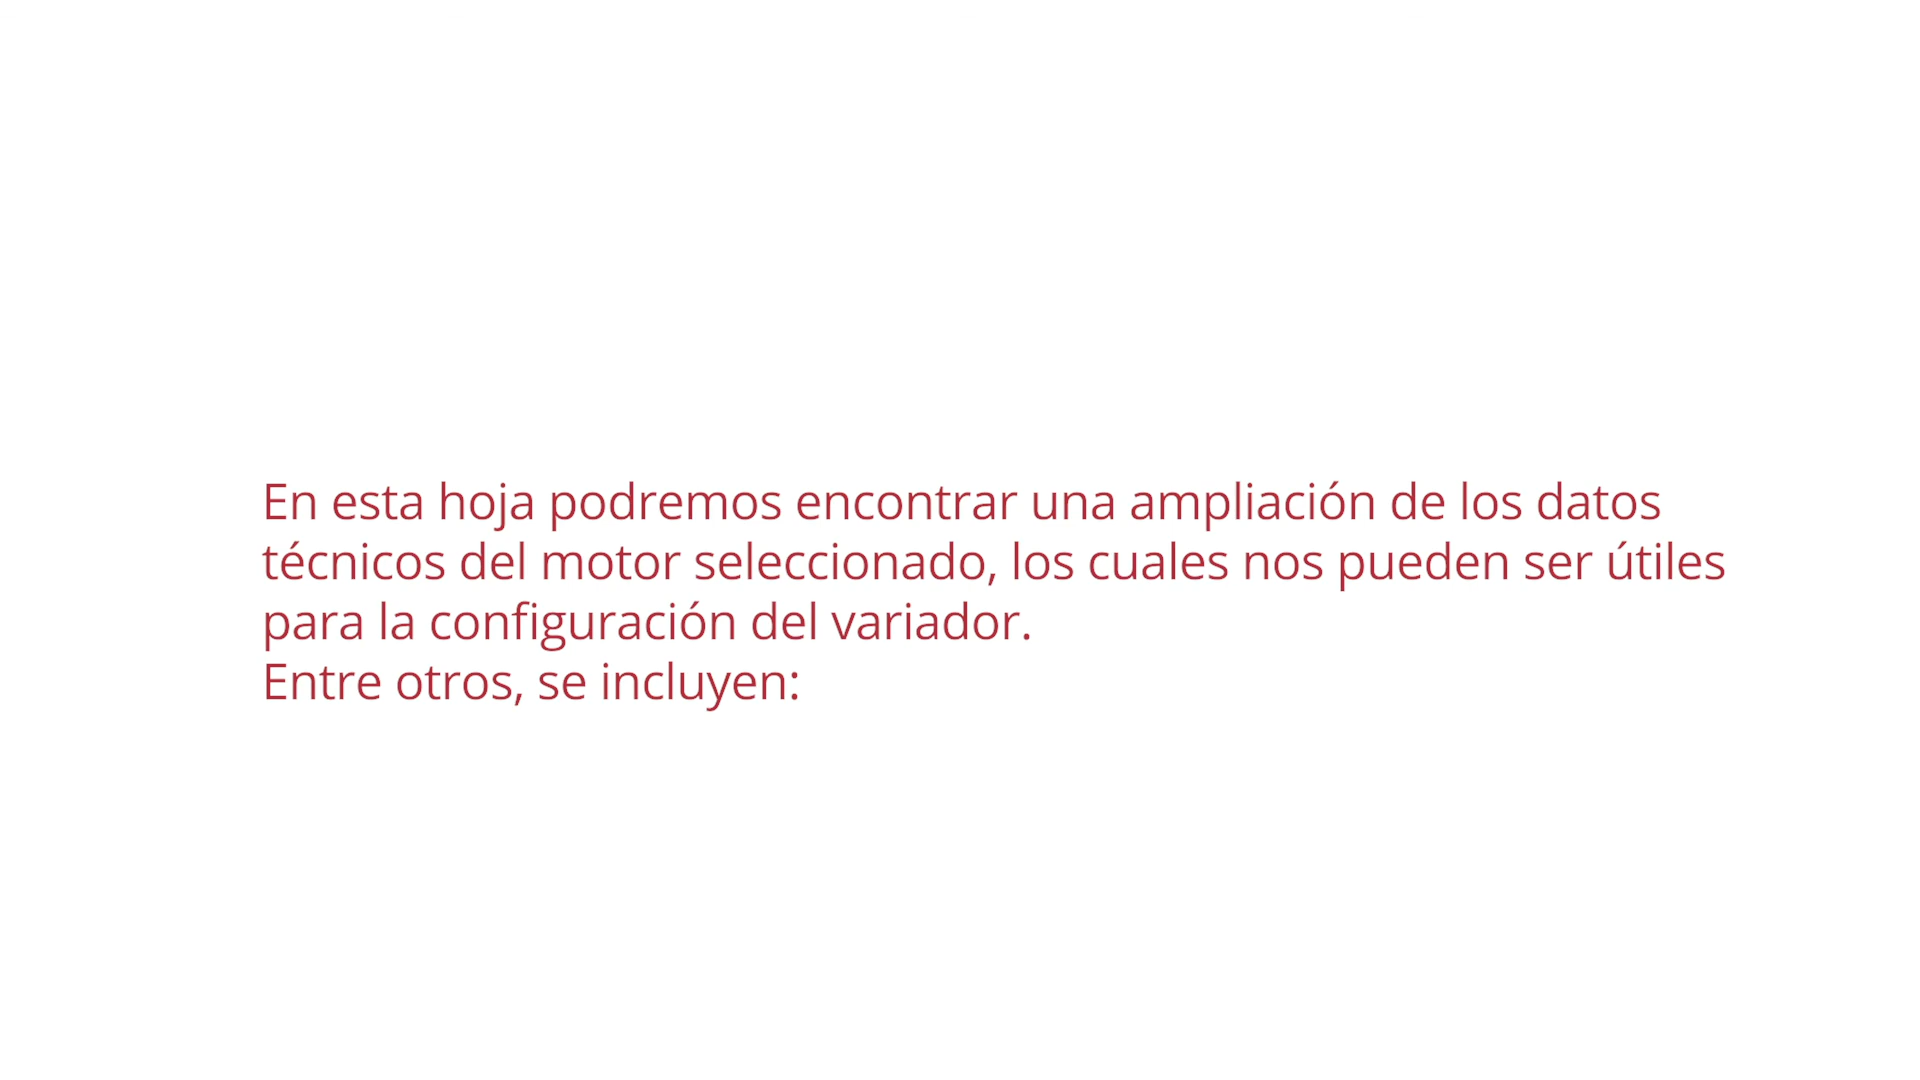 En esta hoja podremos encontrar una ampliación de los datos
técnicos del motor seleccionado, los cuales nos pueden ser útiles
para la configuración del variador.
Entre otros, se incluyen: